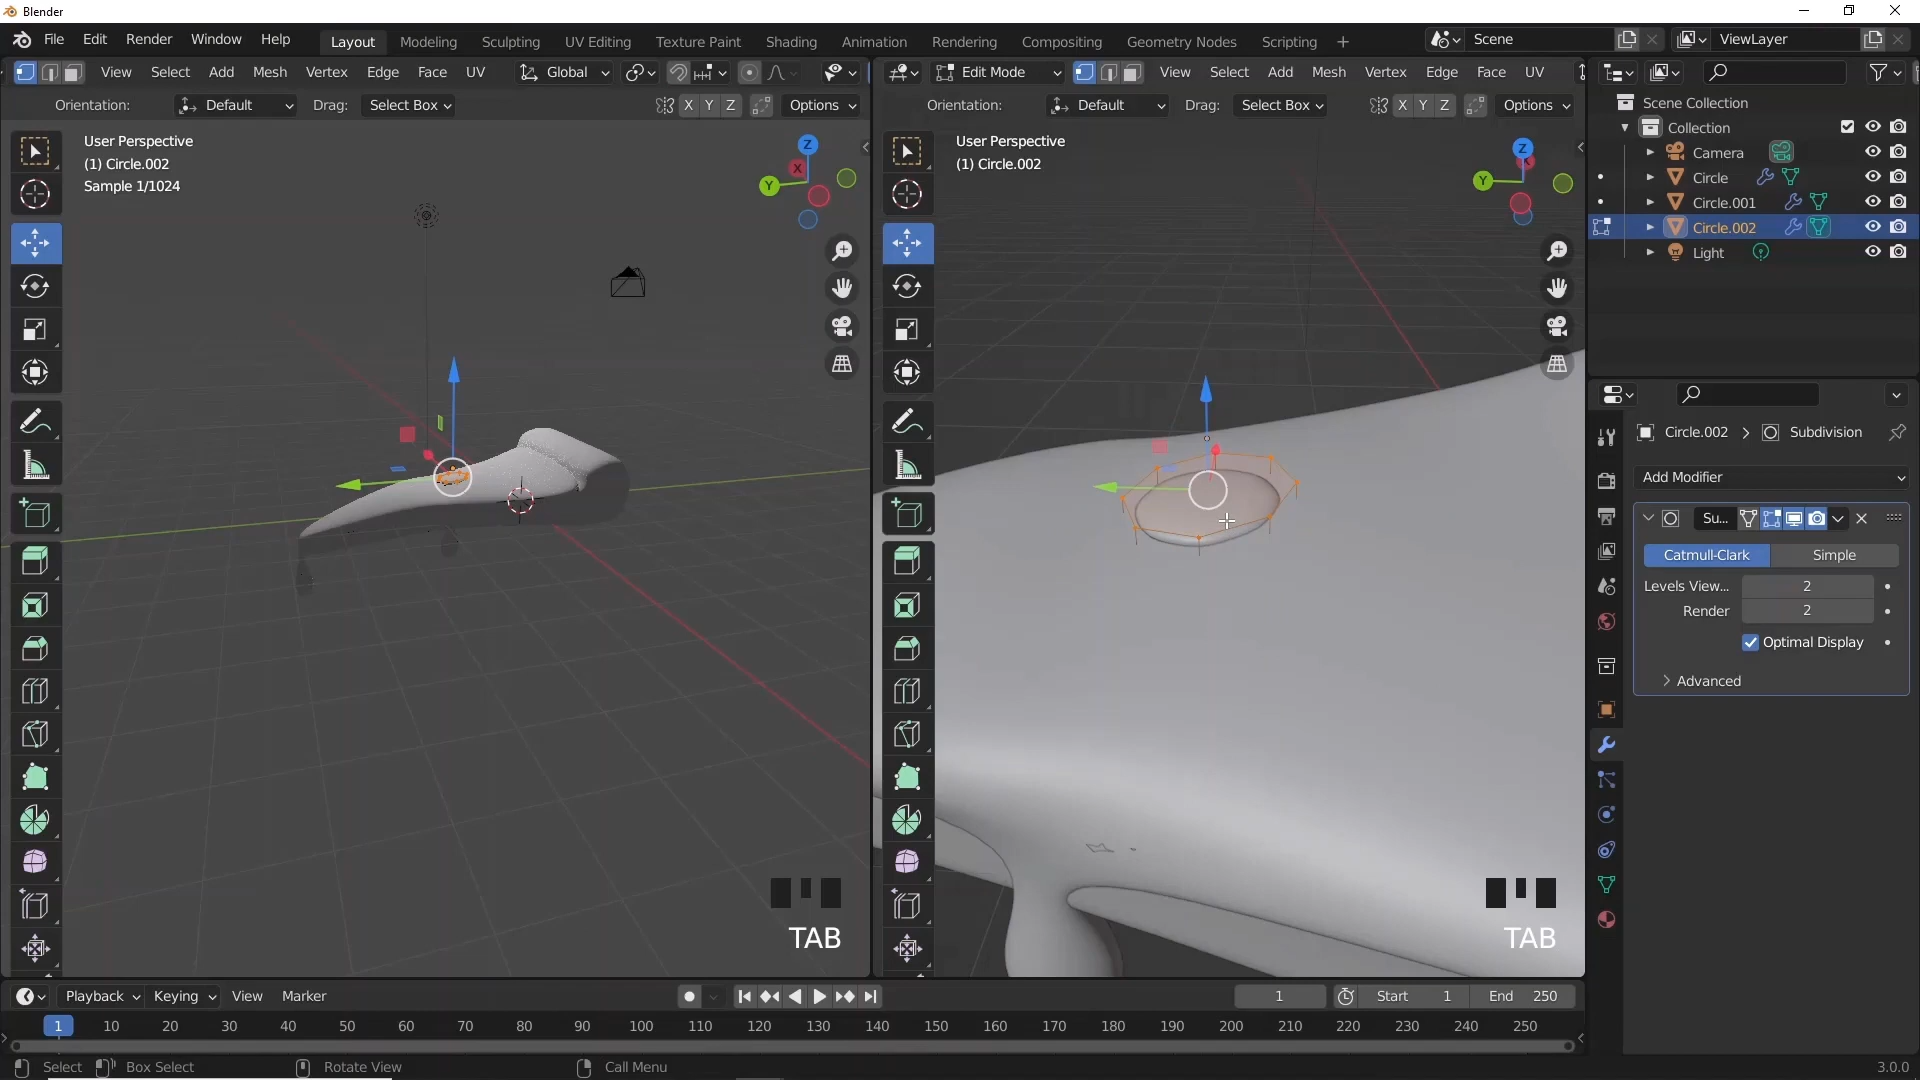 Blender
File Edit Render Window Help Layout Modeling Sculpting UV Editing Texture Paint Shading Animation Rendering Compositing Geometry Nodes Scripting + Scene ViewLayer
View Select Add Mesh Vertex Edge Face UV Global
Edit Mode View Select Add Mesh Vertex Edge Face UV
Orientation: Default Drag: Select Box X Y Z Options
Orientation: Default Drag: Select Box X Y Z Options
User Perspective
(1) Circle.002
Sample 1/1024
Z
X
Y
TAB
User Perspective
(1) Circle.002
Z
X
Y
TAB
Scene Collection
Collection
Camera
Circle
Circle.001
Circle.002
Light
Circle.002 > Subdivision
Add Modifier
Su...
Catmull-Clark Simple
Levels View... 2
Render 2
Optimal Display
Advanced
Playback Keying View Marker 1 Start 1 End 250
1 10 20 30 40 50 60 70 80 90 100 110 120 130 140 150 160 170 180 190 200 210 220 230 240 250
Select Box Select Rotate View Call Menu 3.0.0